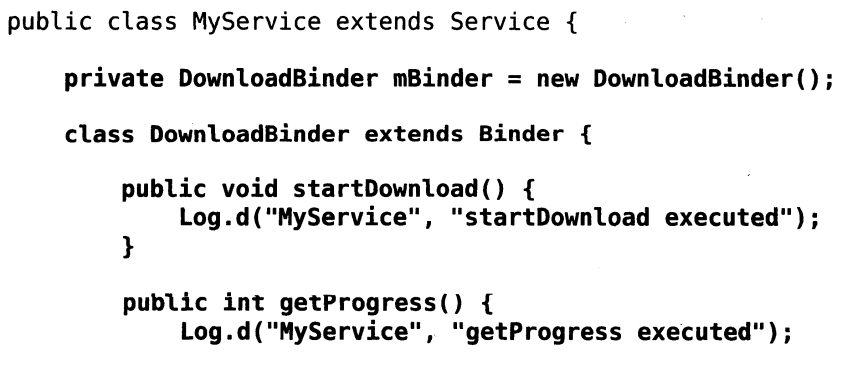 public class MyService extends Service {
private DownloadBinder mBinder = new DownloadBinder();
class DownloadBinder extends Binder {
public void startDownload() {
Log.d("MyService", "startDownload executed");
}
public int getProgress() {
Log.d("MyService", "getProgress executed");